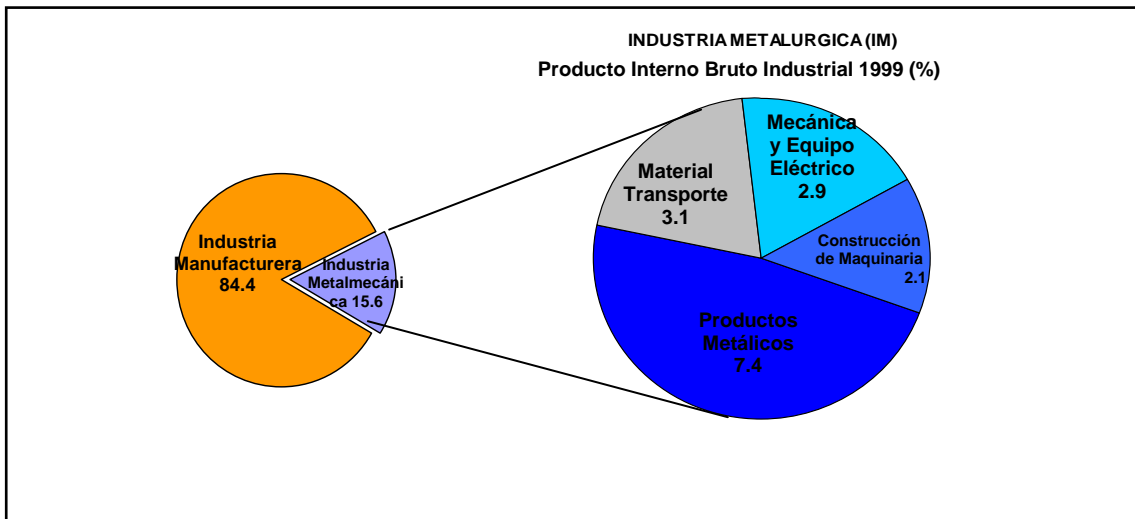 INDUSTRIA METALURGICA (IM)
Producto Interno Bruto Industrial 1999 (%)
Industria
Manufacturera
84.4
Industria
Metalmecáni
ca 15.6
Material
Transporte
3.1
Mecánica
y Equipo
Eléctrico
2.9
Construcción
de Maquinaria
2.1
Productos
Metálicos
7.4